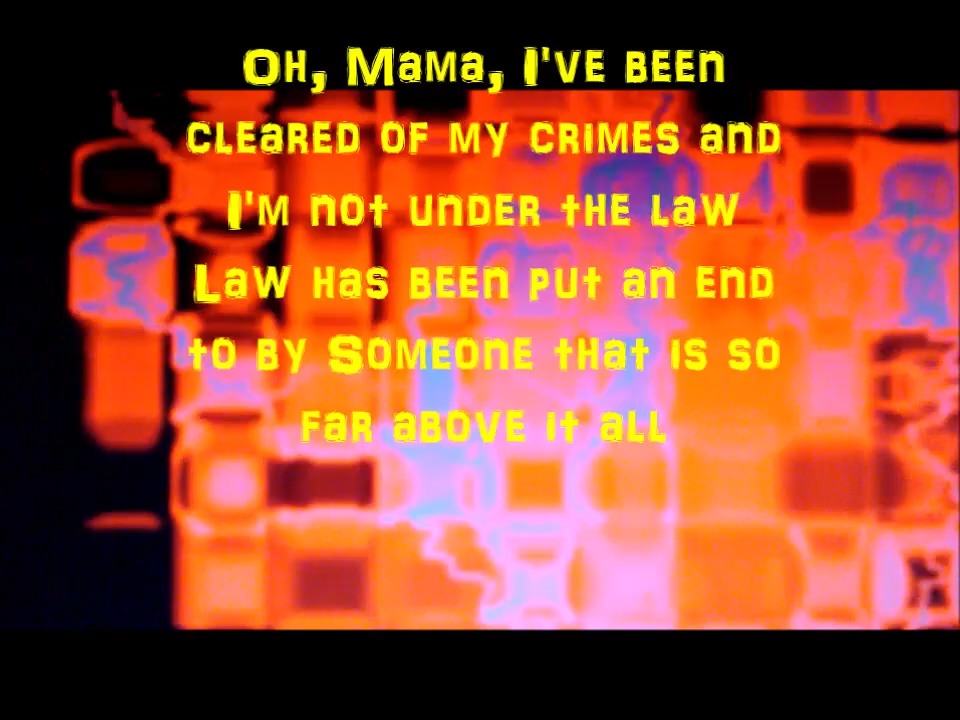 Oh, Mama, I've been
cleared of my crimes and
I'm not under the law
Law has been put an end
to by Someone that is so
far above it all